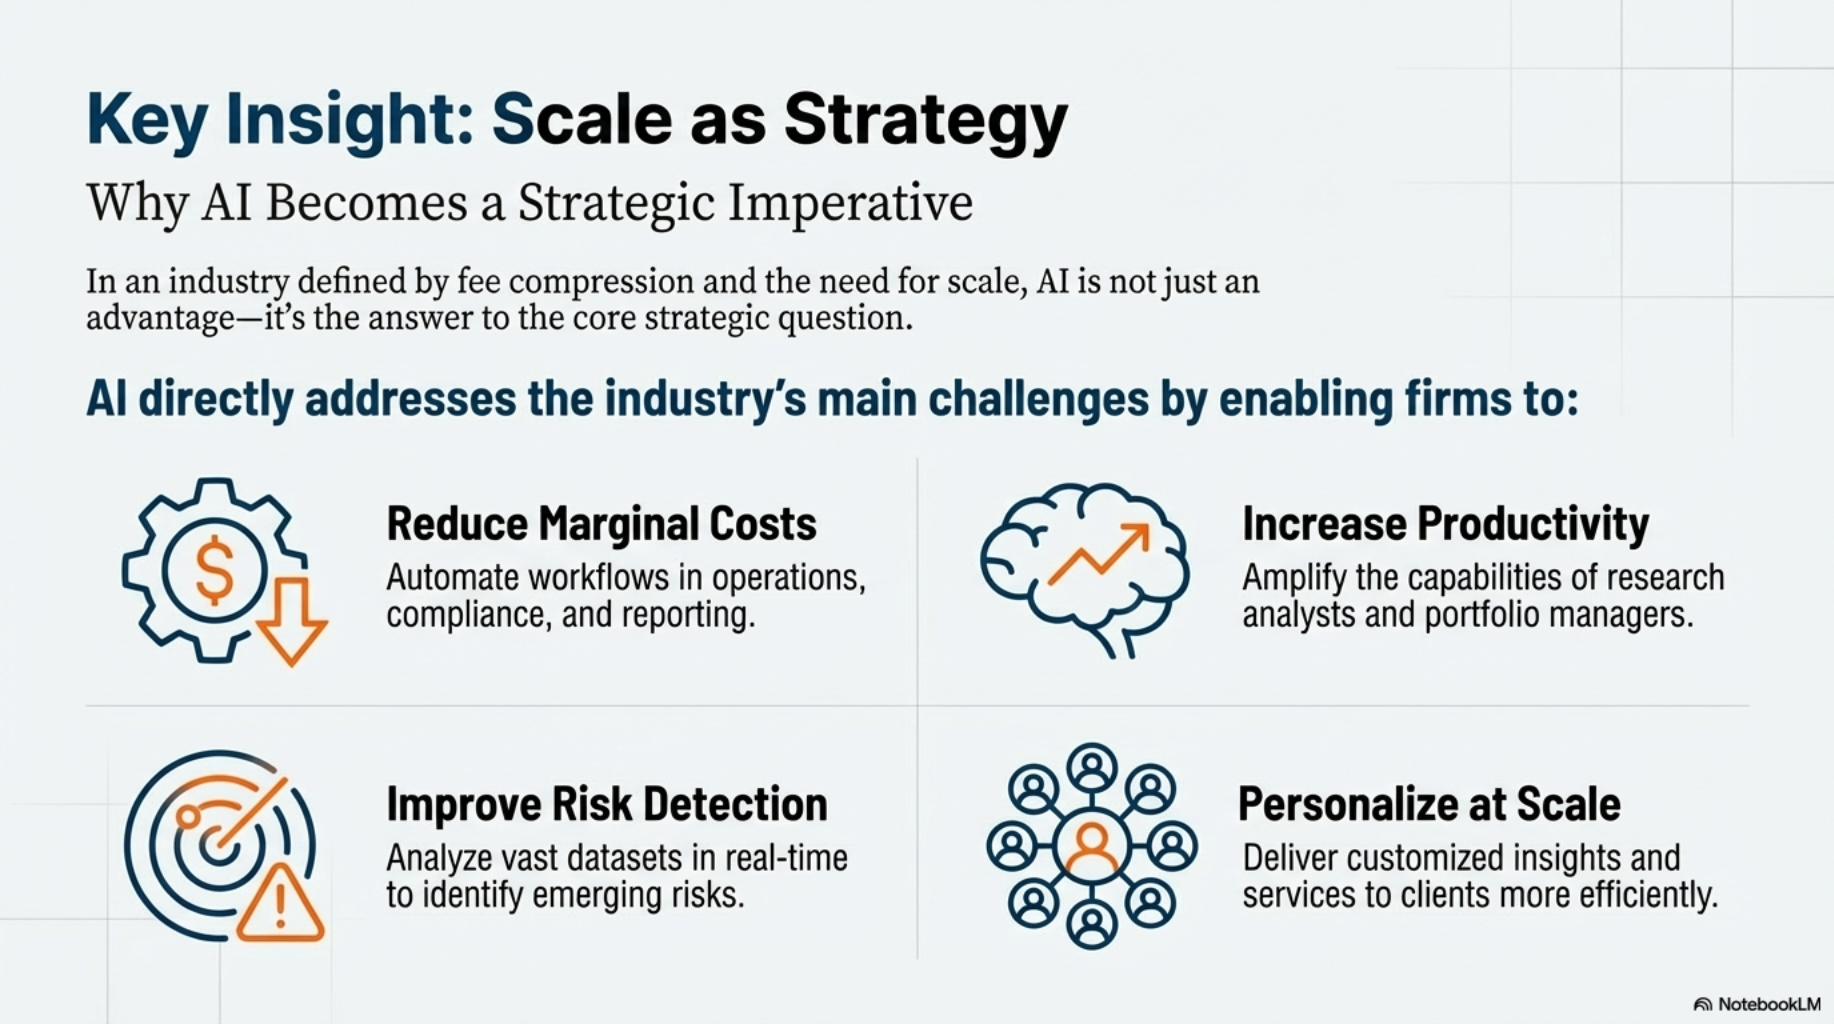 Key Insight: Scale as Strategy
Why AI Becomes a Strategic Imperative
In an industry defined by fee compression and the need for scale, AI is not just an
advantage—it’s the answer to the core strategic question.
AI directly addresses the industry’s main challenges by enabling firms to:
$
Reduce Marginal Costs
Automate workflows in operations,
compliance, and reporting.
Increase Productivity
Amplify the capabilities of research
analysts and portfolio managers.
Improve Risk Detection
Analyze vast datasets in real-time
to identify emerging risks.
!
Personalize at Scale
Deliver customized insights and
services to clients more efficiently.
NotebookLM